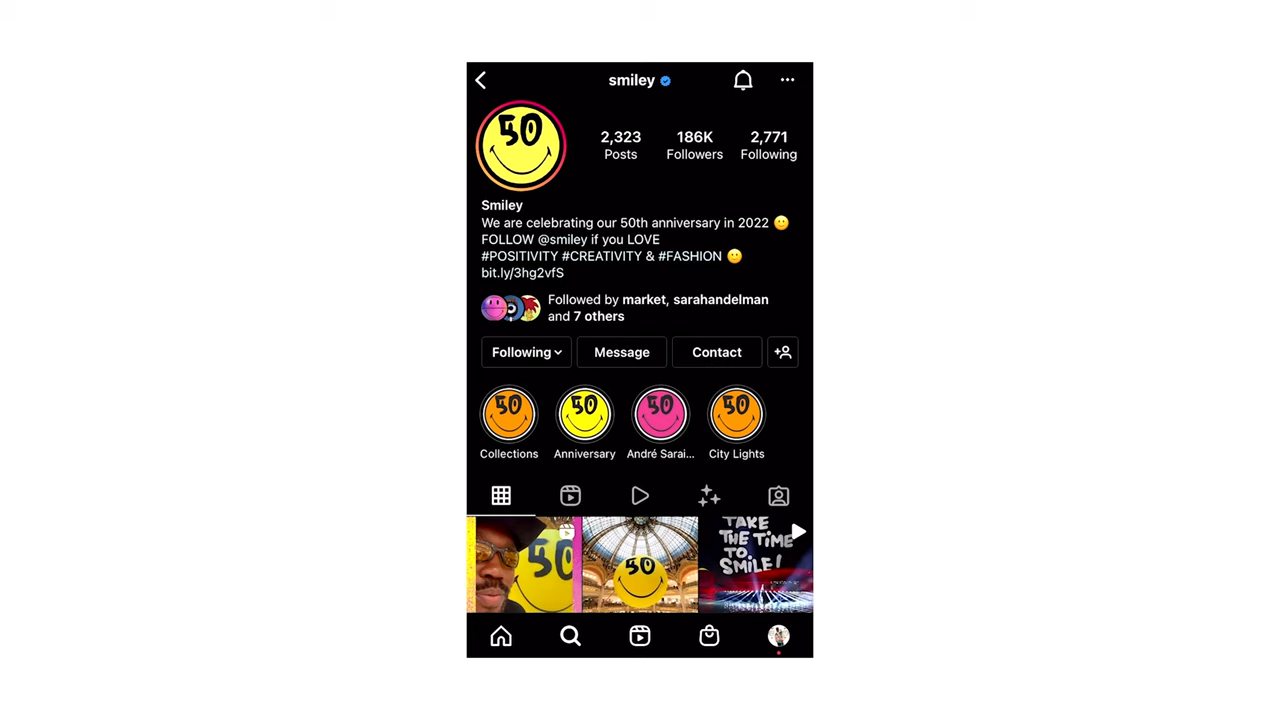 smiley
50
2,323 186K 2,771
Posts Followers Following
Smiley
We are celebrating our 50th anniversary in 2022 🙂
FOLLOW @smiley if you LOVE
#POSITIVITY #CREATIVITY & #FASHION 🙂
bit.ly/3hg2vfS
Followed by market, sarahandelman
and 7 others
Following Message Contact
50 50 50 50
Collections Anniversary André Sarai... City Lights
50
50
TAKE
THE TIME
TO
SMILE!